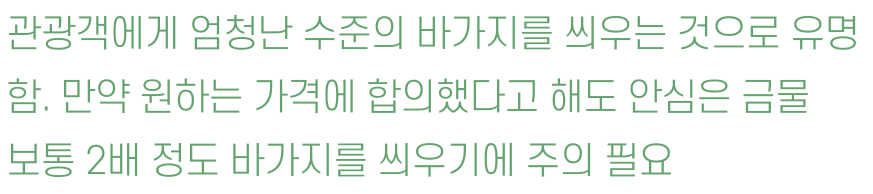 관광객에게 엄청난 수준의 바가지를 씌우는 것으로 유명
함. 만약 원하는 가격에 합의했다고 해도 안심은 금물
보통 2배 정도 바가지를 씌우기에 주의 필요